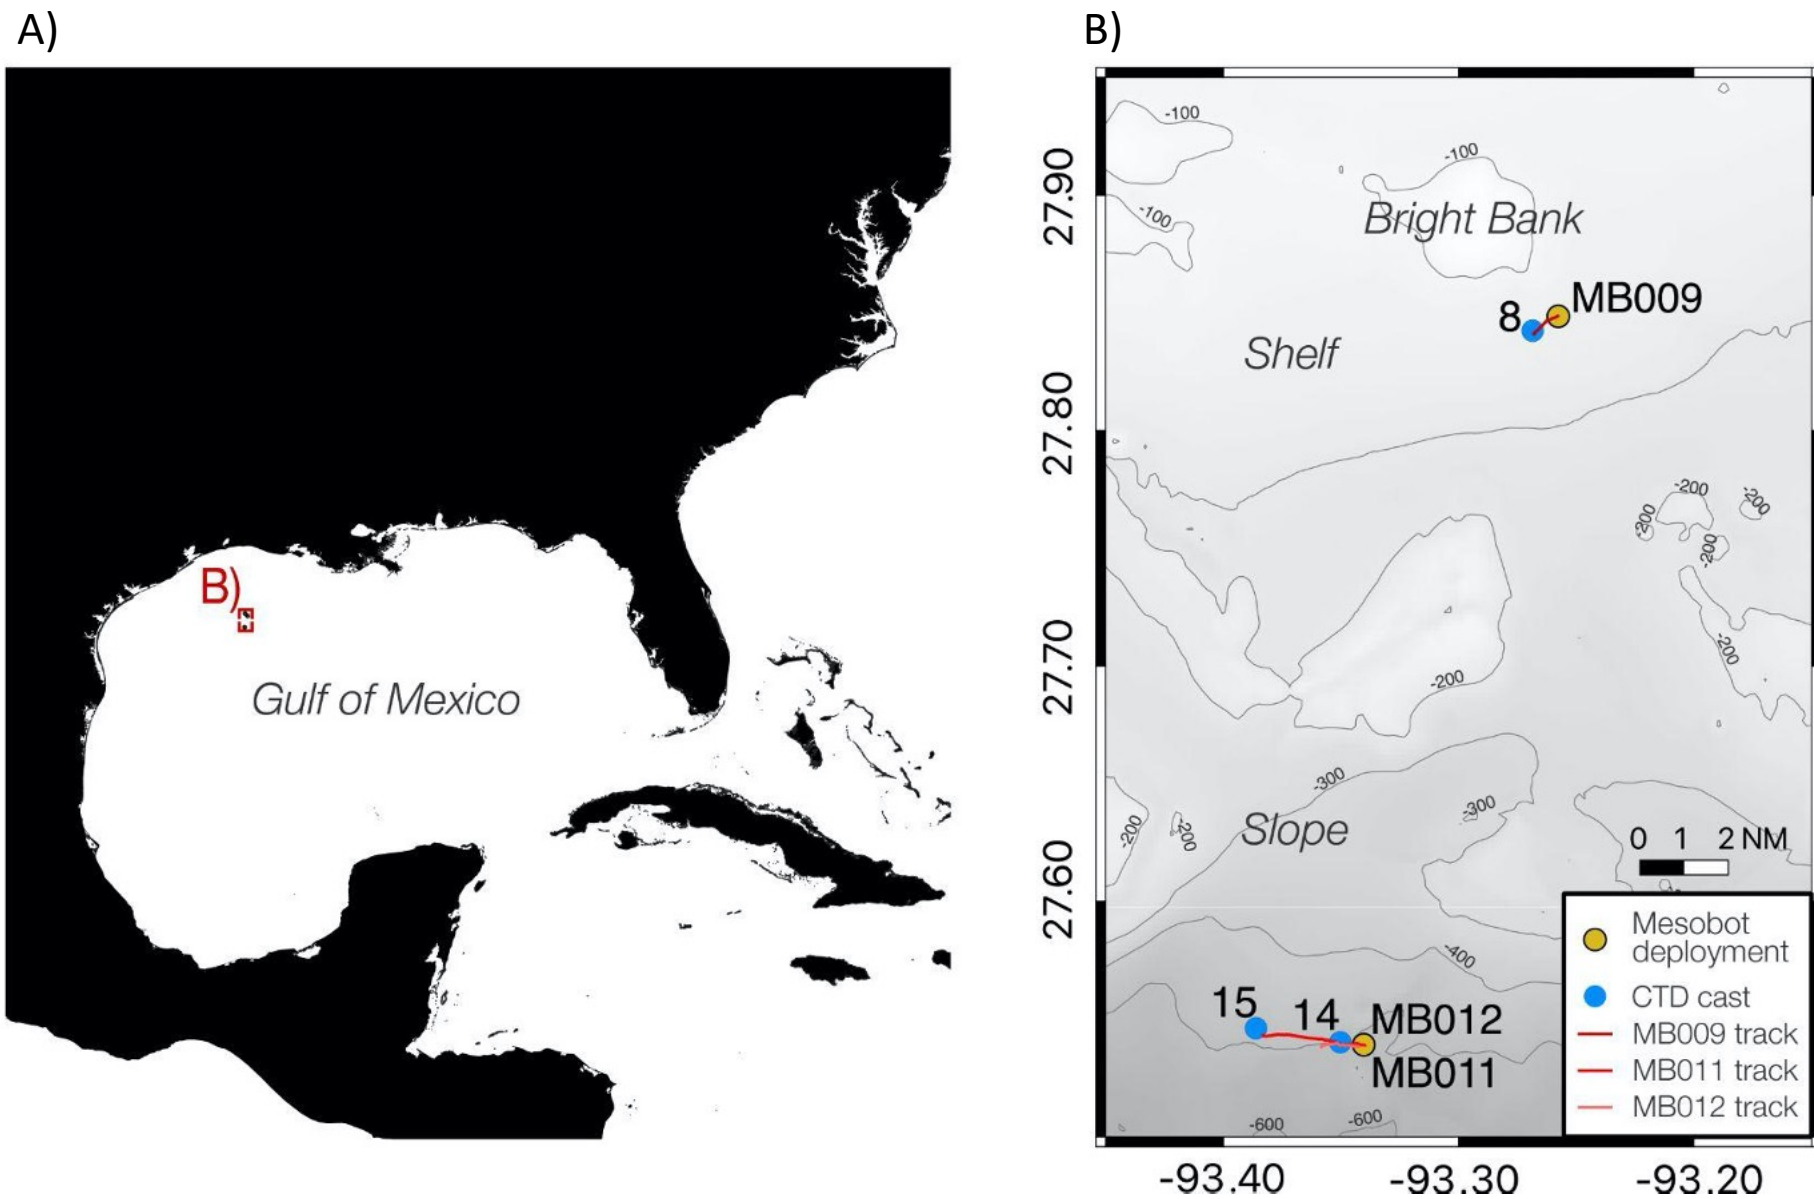 A)
B)
Gulf of Mexico
B)
27.90
27.80
27.70
27.60
-100
-100
-100
Bright Bank
8
MB009
Shelf
-200
-200
-200
-200
-200
-200
-300
-300
-200
-200
Slope
0 1 2 NM
-400
15
14
MB012
MB011
-600
-600
Mesobot
deployment
CTD cast
MB009 track
MB011 track
MB012 track
-93.40
-93.30
-93.20